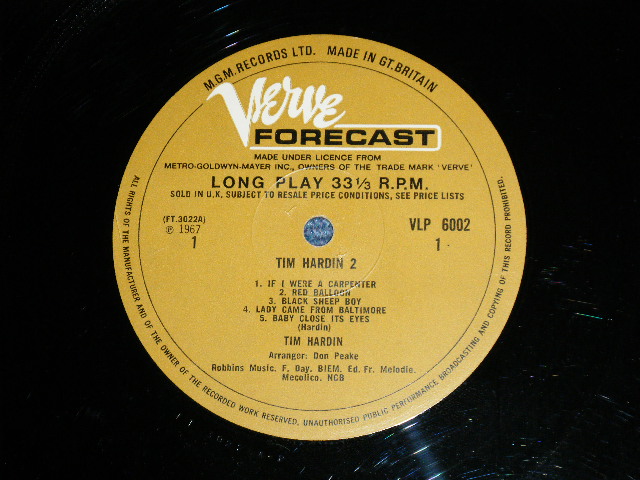 M.G.M. RECORDS LTD. MADE IN GT. BRITAIN
Verve
FORECAST
MADE UNDER LICENCE FROM
METRO-GOLDWYN-MAYER INC., OWNERS OF THE TRADE MARK 'VERVE'
LONG PLAY 33 1/3 R.P.M.
SOLD IN U.K. SUBJECT TO RESALE PRICE CONDITIONS, SEE PRICE LISTS
(FT.3022A)
℗ 1967
1
VLP 6002
1
TIM HARDIN 2
1. IF I WERE A CARPENTER
2. RED BALLOON
3. BLACK SHEEP BOY
4. LADY CAME FROM BALTIMORE
5. BABY CLOSE ITS EYES
(Hardin)
TIM HARDIN
Arranger: Don Peake
Robbins Music. F. Day. BIEM. Ed. Fr. Melodie.
Mecolico. NCB
ALL RIGHTS OF THE MANUFACTURER AND OF THE OWNER OF THE RECORDED WORK RESERVED. UNAUTHORISED PUBLIC PERFORMANCE BROADCASTING AND COPYING OF THIS RECORD PROHIBITED.